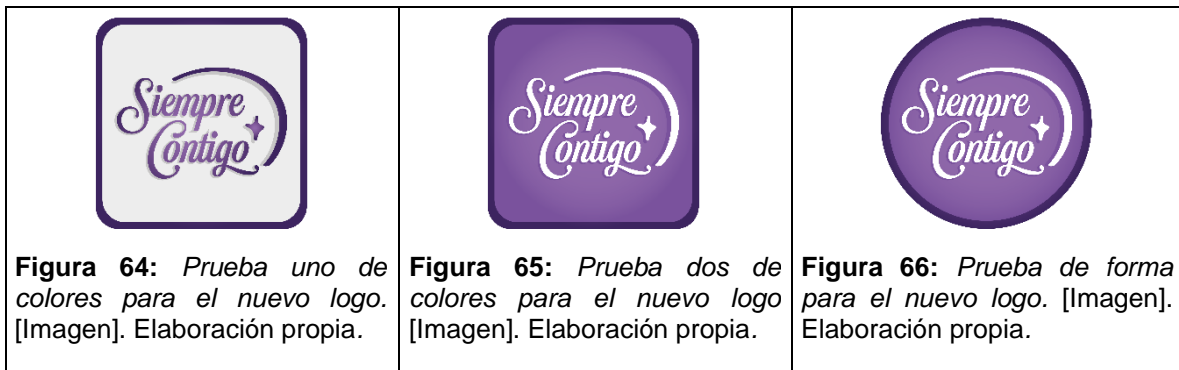 Siempre
Contigo
Figura 64: Prueba uno de
colores para el nuevo logo.
[Imagen]. Elaboración propia.
Siempre
Contigo
Figura 65: Prueba dos de
colores para el nuevo logo
[Imagen]. Elaboración propia.
Siempre
Contigo
Figura 66: Prueba de forma
para el nuevo logo. [Imagen].
Elaboración propia.